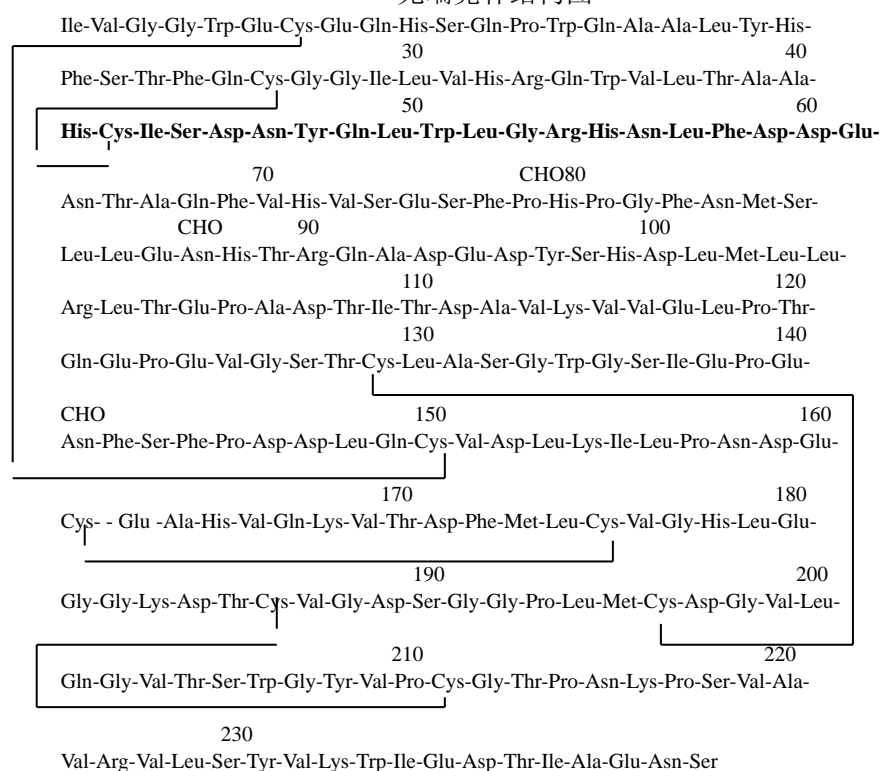 Ile-Val-Gly-Gly-Trp-Glu-Cys-Glu-Gln-His-Ser-Gln-Pro-Trp-Gln-Ala-Ala-Leu-Tyr-His-
30 40
Phe-Ser-Thr-Phe-Gln-Cys-Gly-Gly-Ile-Leu-Val-His-Arg-Gln-Trp-Val-Leu-Thr-Ala-Ala-
50 60
His-Cys-Ile-Ser-Asp-Asn-Tyr-Gln-Leu-Trp-Leu-Gly-Arg-His-Asn-Leu-Phe-Asp-Asp-Glu-
70 CHO80
Asn-Thr-Ala-Gln-Phe-Val-His-Val-Ser-Glu-Ser-Phe-Pro-His-Pro-Gly-Phe-Asn-Met-Ser-
CHO 90 100
Leu-Leu-Glu-Asn-His-Thr-Arg-Gln-Ala-Asp-Glu-Asp-Tyr-Ser-His-Asp-Leu-Met-Leu-Leu-
110 120
Arg-Leu-Thr-Glu-Pro-Ala-Asp-Thr-Ile-Thr-Asp-Ala-Val-Lys-Val-Val-Glu-Leu-Pro-Thr-
130 140
Gln-Glu-Pro-Glu-Val-Gly-Ser-Thr-Cys-Leu-Ala-Ser-Gly-Trp-Gly-Ser-Ile-Glu-Pro-Glu-
CHO 150 160
Asn-Phe-Ser-Phe-Pro-Asp-Asp-Leu-Gln-Cys-Val-Asp-Leu-Lys-Ile-Leu-Pro-Asn-Asp-Glu-
170 180
Cys- - Glu -Ala-His-Val-Gln-Lys-Val-Thr-Asp-Phe-Met-Leu-Cys-Val-Gly-His-Leu-Glu-
190 200
Gly-Gly-Lys-Asp-Thr-Cys-Val-Gly-Asp-Ser-Gly-Gly-Pro-Leu-Met-Cys-Asp-Gly-Val-Leu-
210 220
Gln-Gly-Val-Thr-Ser-Trp-Gly-Tyr-Val-Pro-Cys-Gly-Thr-Pro-Asn-Lys-Pro-Ser-Val-Ala-
230
Val-Arg-Val-Leu-Ser-Tyr-Val-Lys-Trp-Ile-Glu-Asp-Thr-Ile-Ala-Glu-Asn-Ser